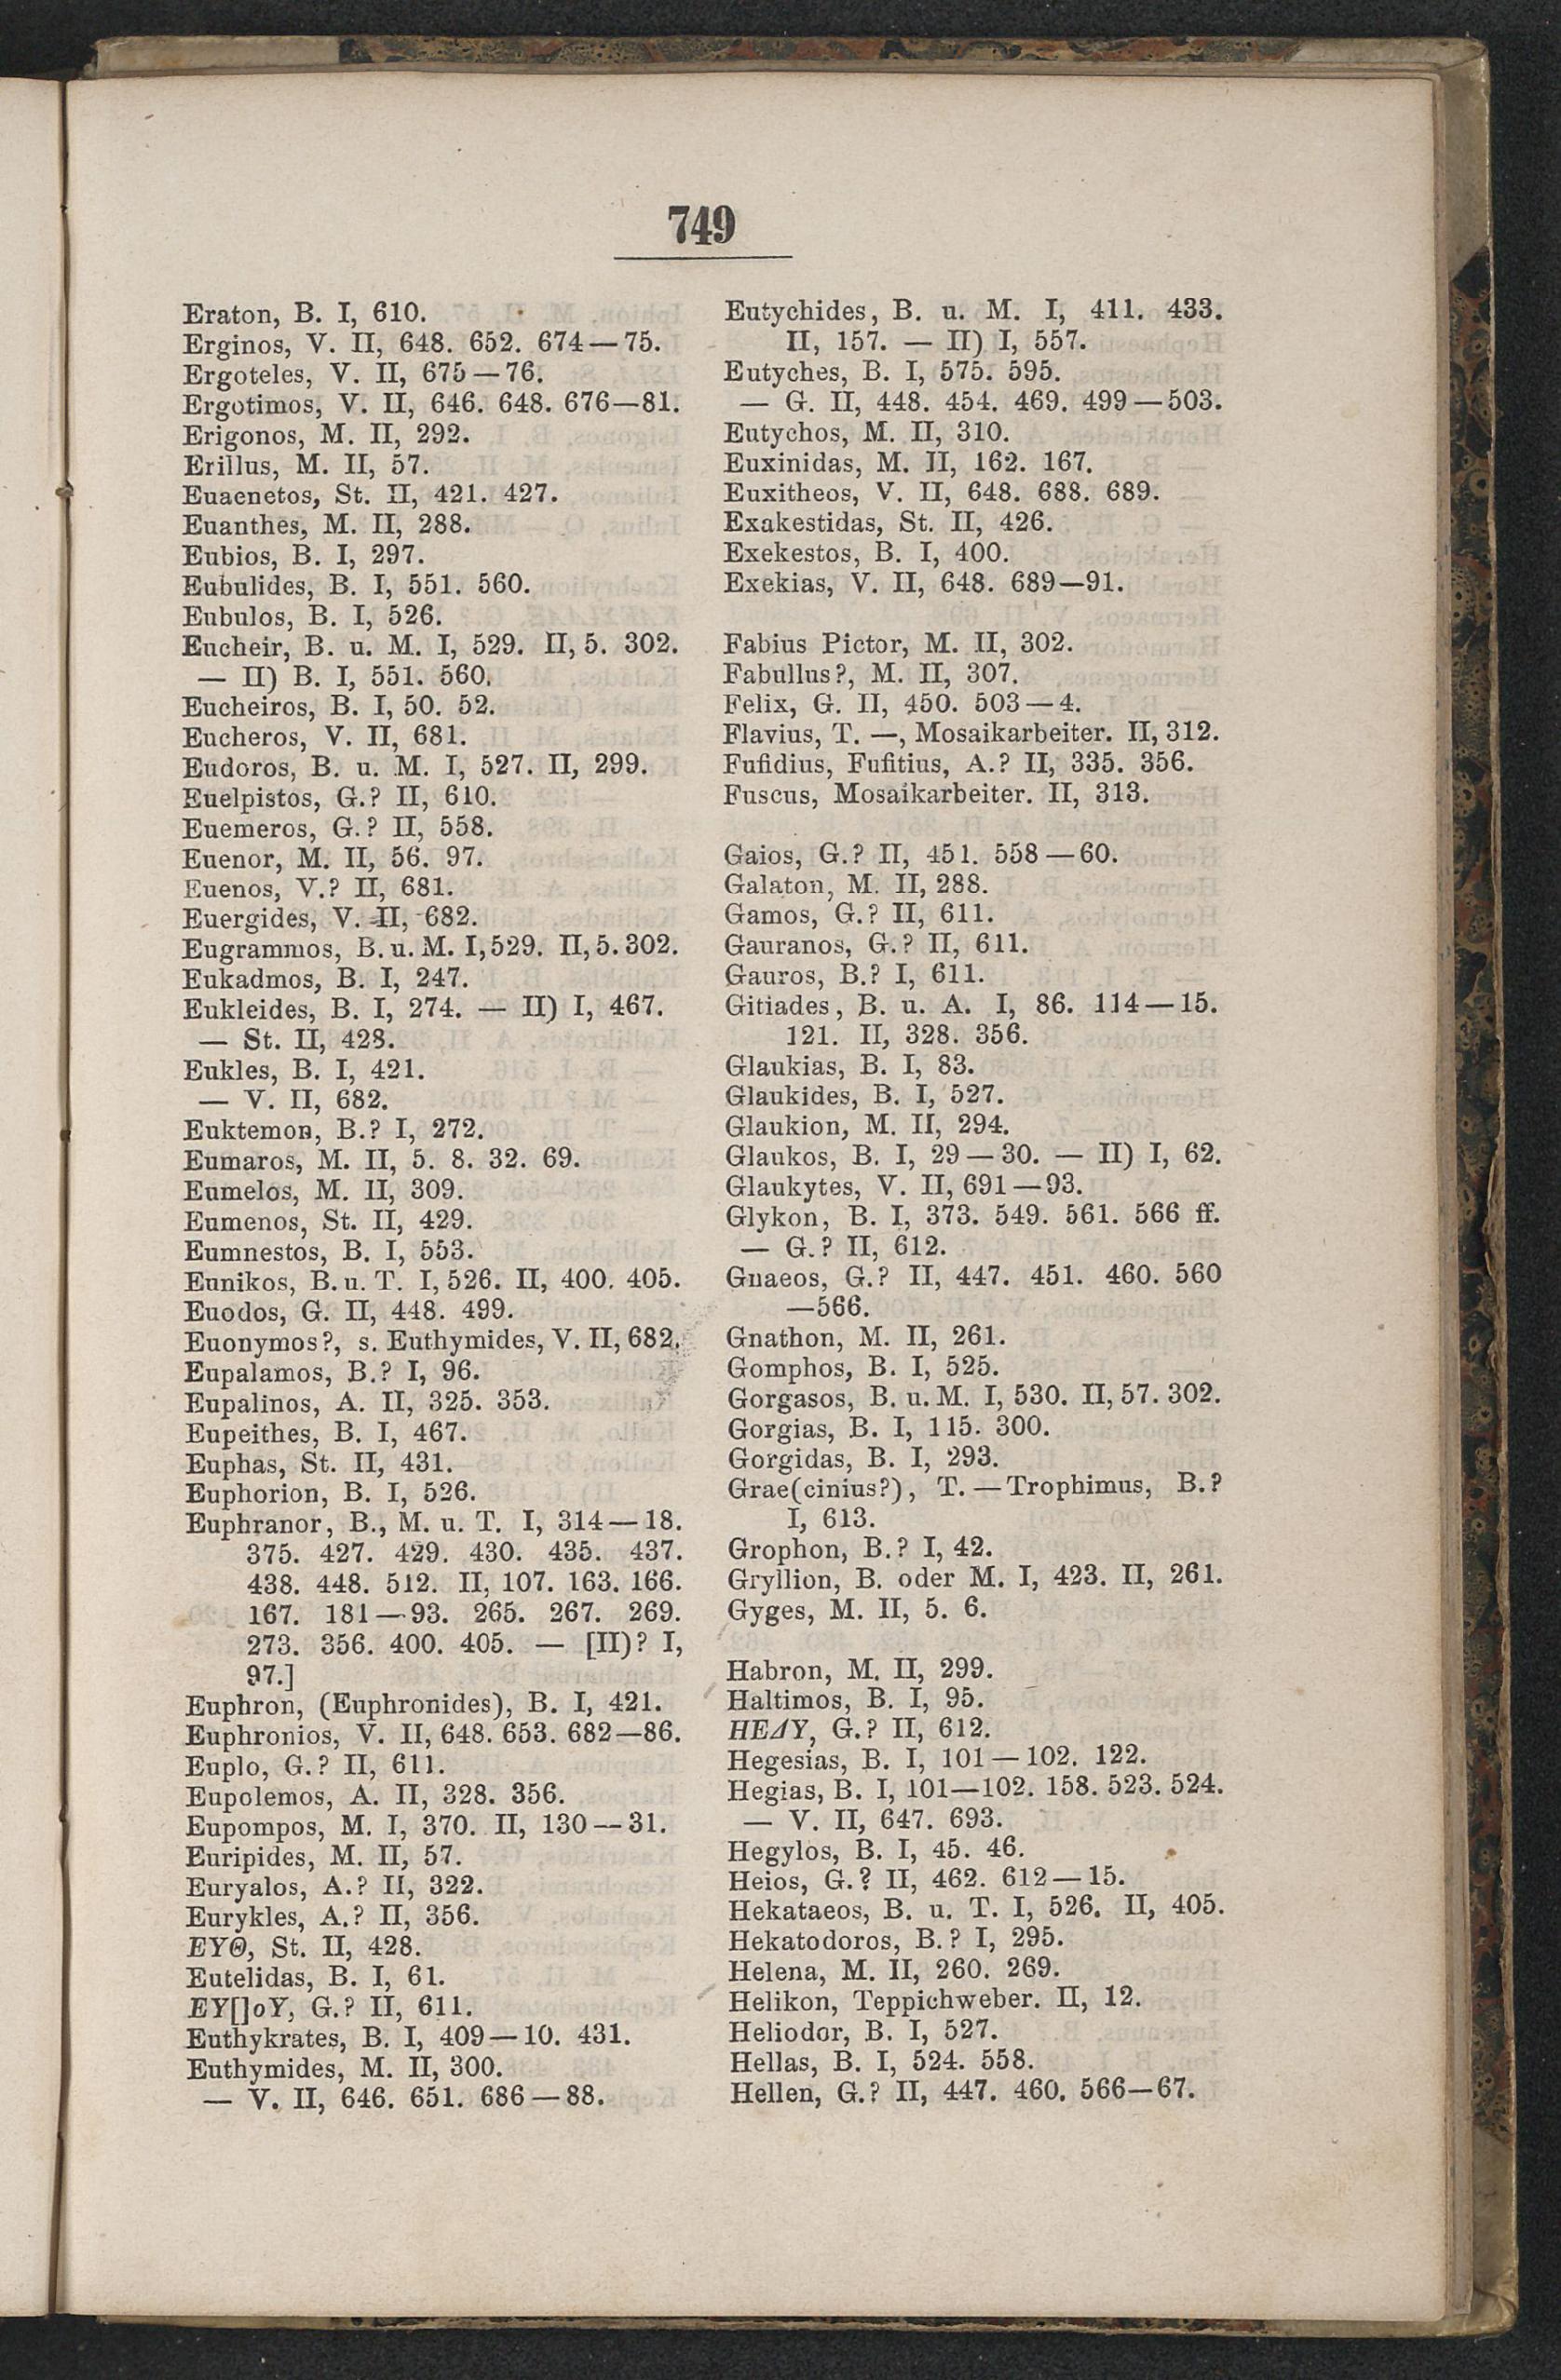 749
Eraton, B. I, 610.
Erginos, V. II, 648. 652. 674—75.
Ergoteles, V. II, 675—76.
Ergotimos, V. II, 646. 648. 676—81.
Erigonos, M. II, 292.
Erillus, M. II, 57.
Euaenetos, St. II, 421. 427.
Euanthes, M. II, 288.
Eubios, B. I, 297.
Eubulides, B. I, 551. 560.
Eubulos, B. I, 526.
Eucheir, B. u. M. I, 529. II, 5. 302.
— II) B. I, 551. 560.
Eucheiros, B. I, 50. 52.
Eucheros, V. II, 681.
Eudoros, B. u. M. I, 527. II, 299.
Euelpistos, G.? II, 610.
Euemeros, G.? II, 558.
Euenor, M. II, 56. 97.
Euenos, V.? II, 681.
Euergides, V. II, 682.
Eugrammos, B. u. M. I, 529. II, 5. 302.
Eukadmos, B. I, 247.
Eukleides, B. I, 274. — II) I, 467.
— St. II, 428.
Eukles, B. I, 421.
— V. II, 682.
Euktemon, B.? I, 272.
Eumaros, M. II, 5. 8. 32. 69.
Eumelos, M. II, 309.
Eumenos, St. II, 429.
Eumnestos, B. I, 553.
Eunikos, B. u. T. I, 526. II, 400. 405.
Euodos, G. II, 448. 499.
Euonymos?, s. Euthymides, V. II, 682.
Eupalamos, B.? I, 96.
Eupalinos, A. II, 325. 353.
Eupeithes, B. I, 467.
Euphas, St. II, 431.
Euphorion, B. I, 526.
Euphranor, B., M. u. T. I, 314—18.
375. 427. 429. 430. 435. 437.
438. 448. 512. II, 107. 163. 166.
167. 181—93. 265. 267. 269.
273. 356. 400. 405. — [II)? I,
97.]
Euphron, (Euphronides), B. I, 421.
Euphronios, V. II, 648. 653. 682—86.
Euplo, G.? II, 611.
Eupolemos, A. II, 328. 356.
Eupompos, M. I, 370. II, 130—31.
Euripides, M. II, 57.
Euryalos, A.? II, 322.
Eurykles, A.? II, 356.
ΕΥΘ, St. II, 428.
Eutelidas, B. I, 61.
ΕΥ[]οΥ, G.? II, 611.
Euthykrates, B. I, 409—10. 431.
Euthymides, M. II, 300.
— V. II, 646. 651. 686—88.
Eutychides, B. u. M. I, 411. 433.
II, 157. — II) I, 557.
Eutyches, B. I, 575. 595.
— G. II, 448. 454. 469. 499—503.
Eutychos, M. II, 310.
Euxinidas, M. II, 162. 167.
Euxitheos, V. II, 648. 688. 689.
Exakestidas, St. II, 426.
Exekestos, B. I, 400.
Exekias, V. II, 648. 689—91.
Fabius Pictor, M. II, 302.
Fabullus?, M. II, 307.
Felix, G. II, 450. 503—4.
Flavius, T. —, Mosaikarbeiter. II, 312.
Fufidius, Fufitius, A.? II, 335. 356.
Fuscus, Mosaikarbeiter. II, 313.
Gaios, G.? II, 451. 558—60.
Galaton, M. II, 288.
Gamos, G.? II, 611.
Gauranos, G.? II, 611.
Gauros, B.? I, 611.
Gitiades, B. u. A. I, 86. 114—15.
121. II, 328. 356.
Glaukias, B. I, 83.
Glaukides, B. I, 527.
Glaukion, M. II, 294.
Glaukos, B. I, 29—30. — II) I, 62.
Glaukytes, V. II, 691—93.
Glykon, B. I, 373. 549. 561. 566 ff.
— G.? II, 612.
Gnaeos, G.? II, 447. 451. 460. 560
—566.
Gnathon, M. II, 261.
Gomphos, B. I, 525.
Gorgasos, B. u. M. I, 530. II, 57. 302.
Gorgias, B. I, 115. 300.
Gorgidas, B. I, 293.
Grae(cinius?), T. — Trophimus, B.?
I, 613.
Grophon, B.? I, 42.
Gryllion, B. oder M. I, 423. II, 261.
Gyges, M. II, 5. 6.
Habron, M. II, 299.
Haltimos, B. I, 95.
ΗΕΔΥ, G.? II, 612.
Hegesias, B. I, 101—102. 122.
Hegias, B. I, 101—102. 158. 523. 524.
— V. II, 647. 693.
Hegylos, B. I, 45. 46.
Heios, G.? II, 462. 612—15.
Hekataeos, B. u. T. I, 526. II, 405.
Hekatodoros, B.? I, 295.
Helena, M. II, 260. 269.
Helikon, Teppichweber. II, 12.
Heliodor, B. I, 527.
Hellas, B. I, 524. 558.
Hellen, G.? II, 447. 460. 566—67.